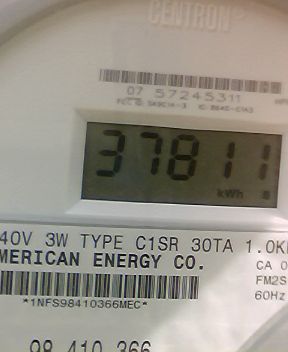 CENTRON®
07 57245311
37811
kWh
40V 3W TYPE C1SR 30TA 1.0K
MERICAN ENERGY CO.
CA 0
FM2S
60Hz
*1NFS98410366MEC*
98 410 366